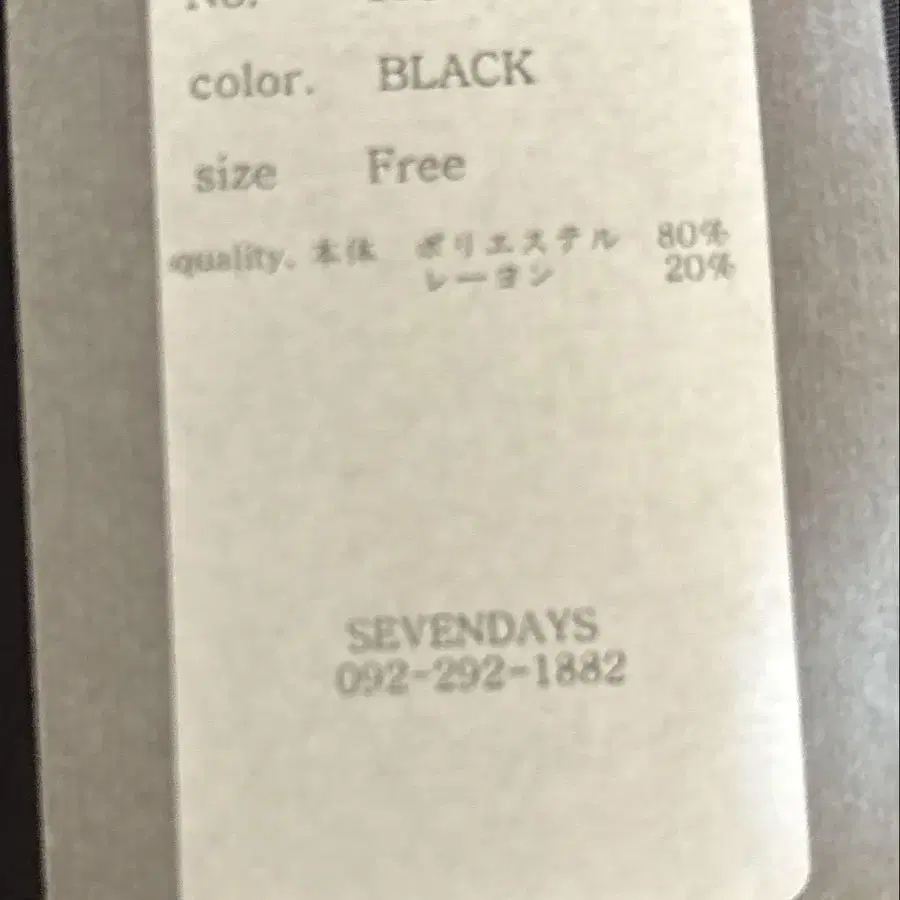 No.
color. BLACK
size Free
quality. 本体 ポリエステル 80%
レーヨン 20%
SEVENDAYS
092-292-1882